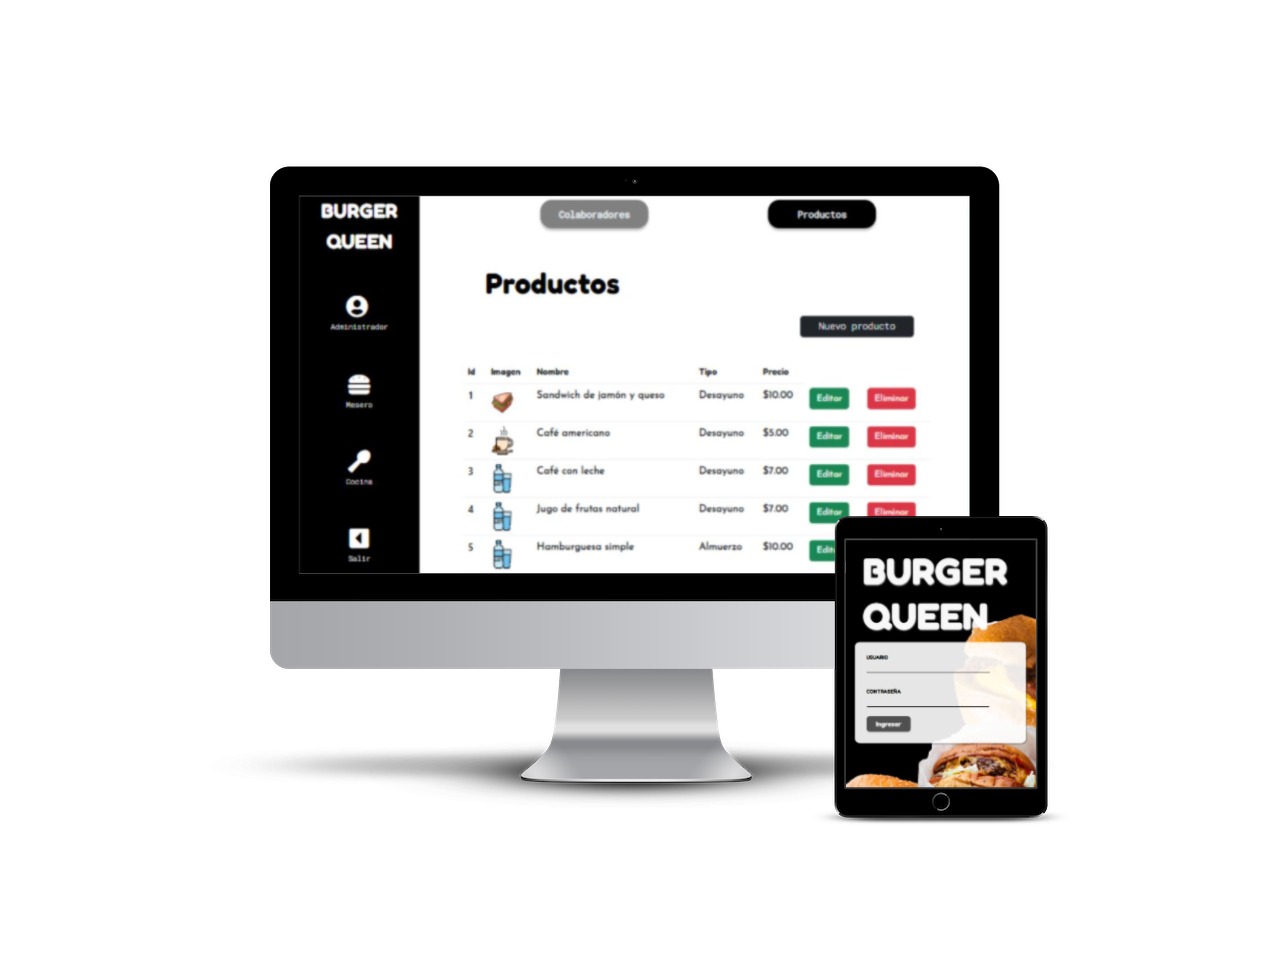 BURGER
QUEEN
Administrador
Mesero
Cocina
Salir
Colaboradores Productos
Productos
Nuevo producto
Id Imagen Nombre Tipo Precio
1 Sandwich de jamón y queso Desayuno $10.00 Editar Eliminar
2 Café americano Desayuno $5.00 Editar Eliminar
3 Café con leche Desayuno $7.00 Editar Eliminar
4 Jugo de frutas natural Desayuno $7.00 Editar Eliminar
5 Hamburguesa simple Almuerzo $10.00 Edit
BURGER
QUEEN
USUARIO
CONTRASEÑA
Ingresar